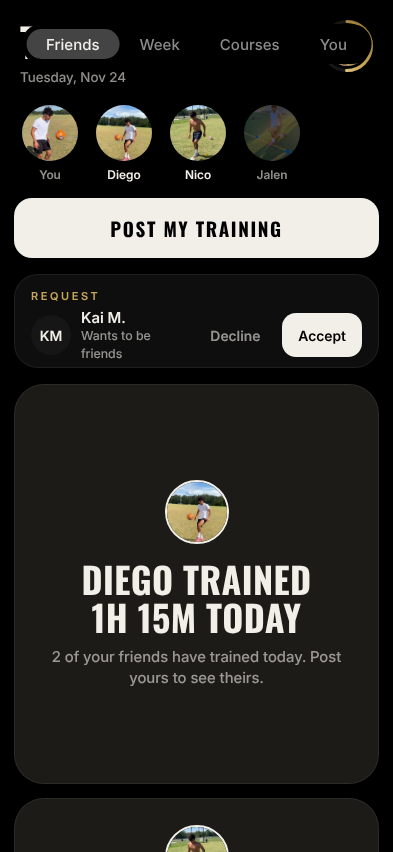 Friends
Week
Courses
You
Tuesday, Nov 24
You
Diego
Nico
Jalen
POST MY TRAINING
REQUEST
KM
Kai M.
Wants to be
friends
Decline
Accept
DIEGO TRAINED
1H 15M TODAY
2 of your friends have trained today. Post
yours to see theirs.